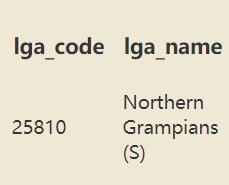 lga_code lga_name
25810 Northern
Grampians
(S)